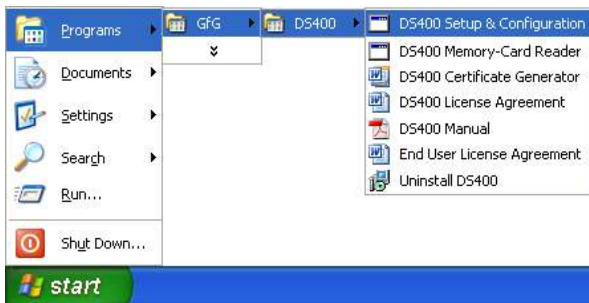 Programs
Documents
Settings
Search
Run...
Shut Down...
start
GfG
DS400
DS400 Setup & Configuration
DS400 Memory-Card Reader
DS400 Certificate Generator
DS400 License Agreement
DS400 Manual
End User License Agreement
Uninstall DS400